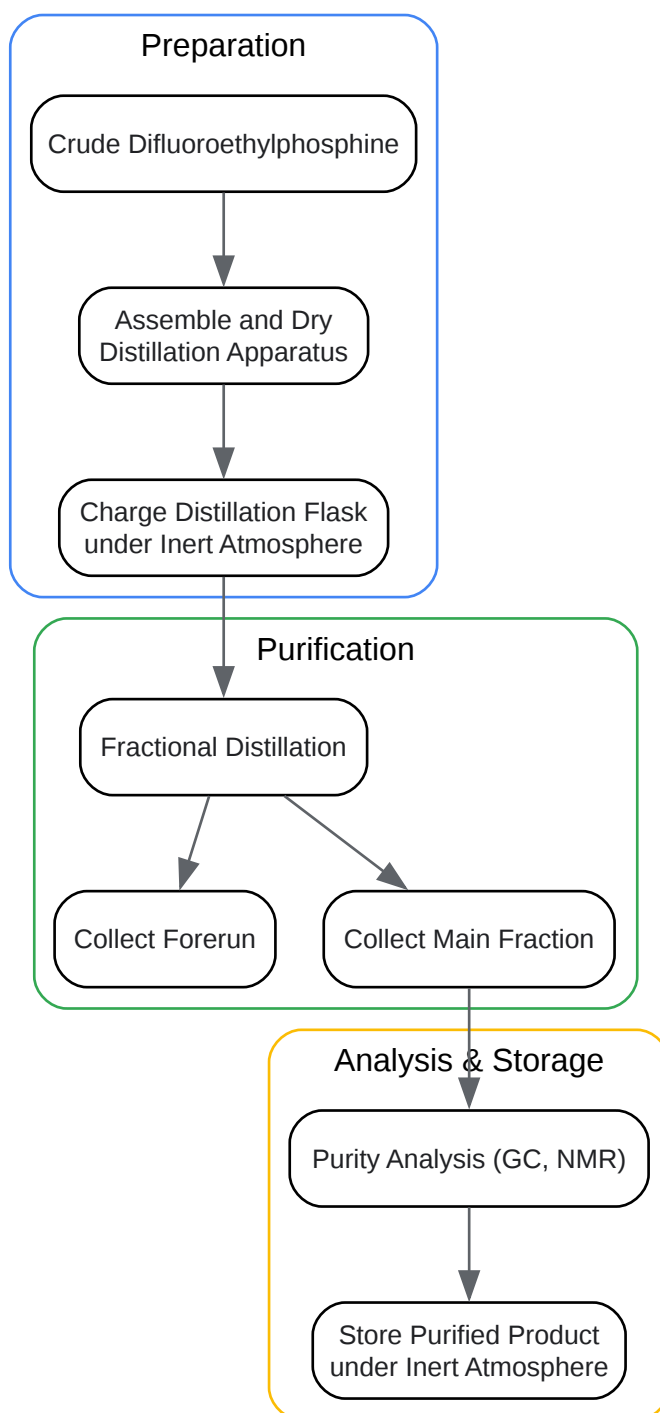 Preparation
Crude Difluoroethylphosphine
Assemble and Dry
Distillation Apparatus
Charge Distillation Flask
under Inert Atmosphere
Purification
Fractional Distillation
Collect Forerun
Collect Main Fraction
Analysis & Storage
Purity Analysis (GC, NMR)
Store Purified Product
under Inert Atmosphere